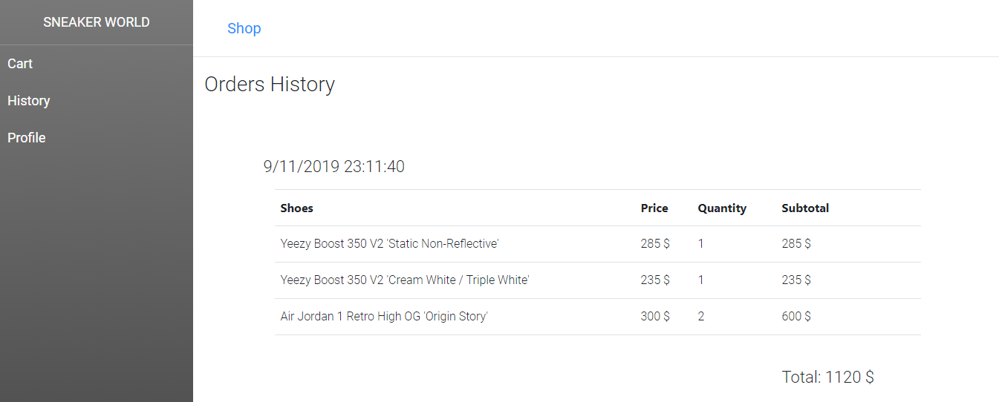 SNEAKER WORLD
Shop
Cart
History
Profile
Orders History
9/11/2019 23:11:40
Shoes Price Quantity Subtotal
Yeezy Boost 350 V2 'Static Non-Reflective' 285 $ 1 285 $
Yeezy Boost 350 V2 'Cream White / Triple White' 235 $ 1 235 $
Air Jordan 1 Retro High OG 'Origin Story' 300 $ 2 600 $
Total: 1120 $